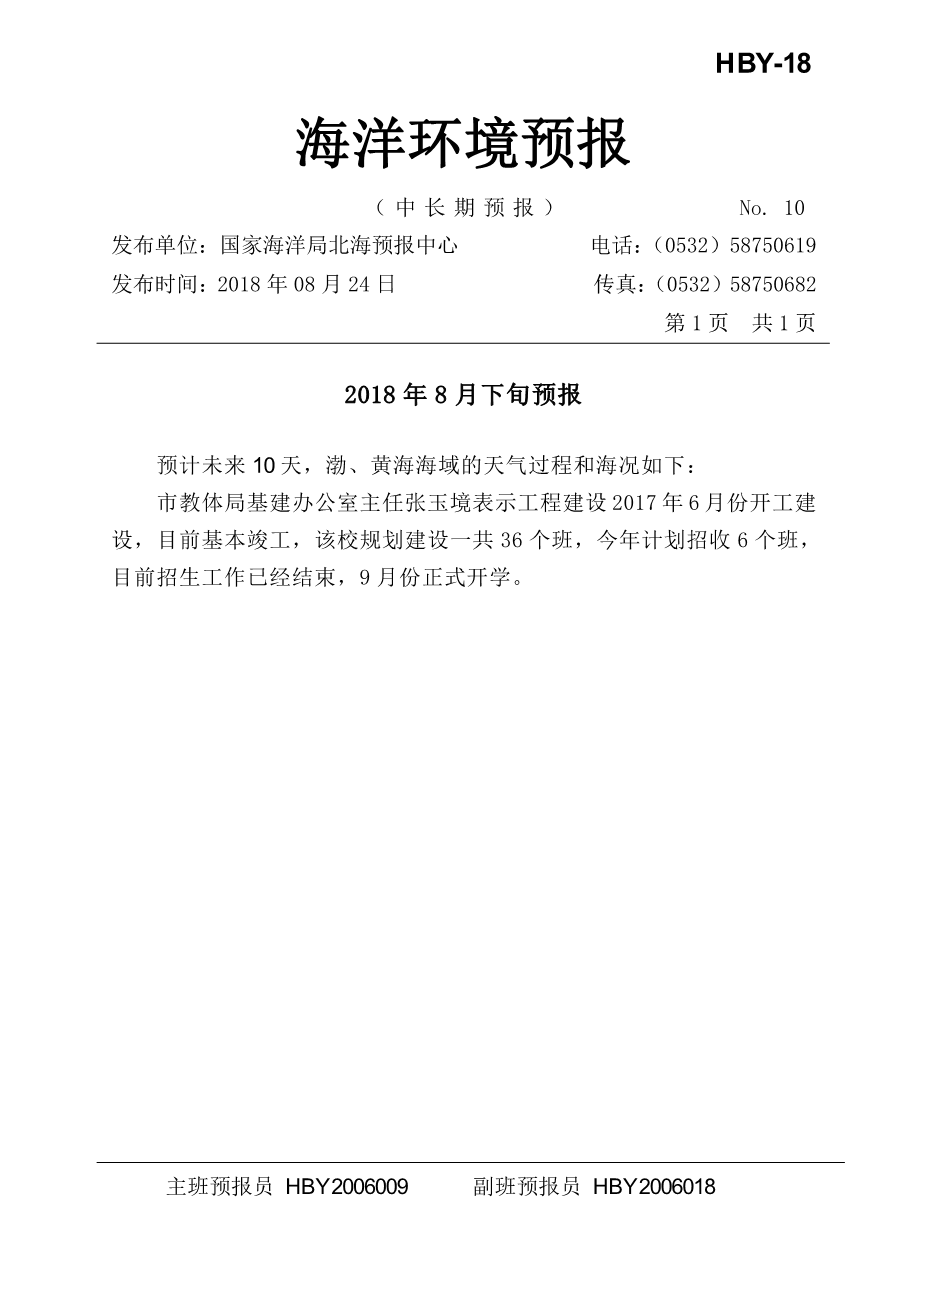 HBY-18
海洋环境预报
（中长期预报） No. 10
发布单位：国家海洋局北海预报中心 电话：（0532）58750619
发布时间：2018 年 08 月 24 日 传真：（0532）58750682
第 1 页 共 1 页
2018 年 8 月下旬预报
预计未来 10 天，渤、黄海海域的天气过程和海况如下：
市教体局基建办公室主任张玉境表示工程建设 2017 年 6 月份开工建
设，目前基本竣工，该校规划建设一共 36 个班，今年计划招收 6 个班，
目前招生工作已经结束，9 月份正式开学。
主班预报员 HBY2006009 副班预报员 HBY2006018